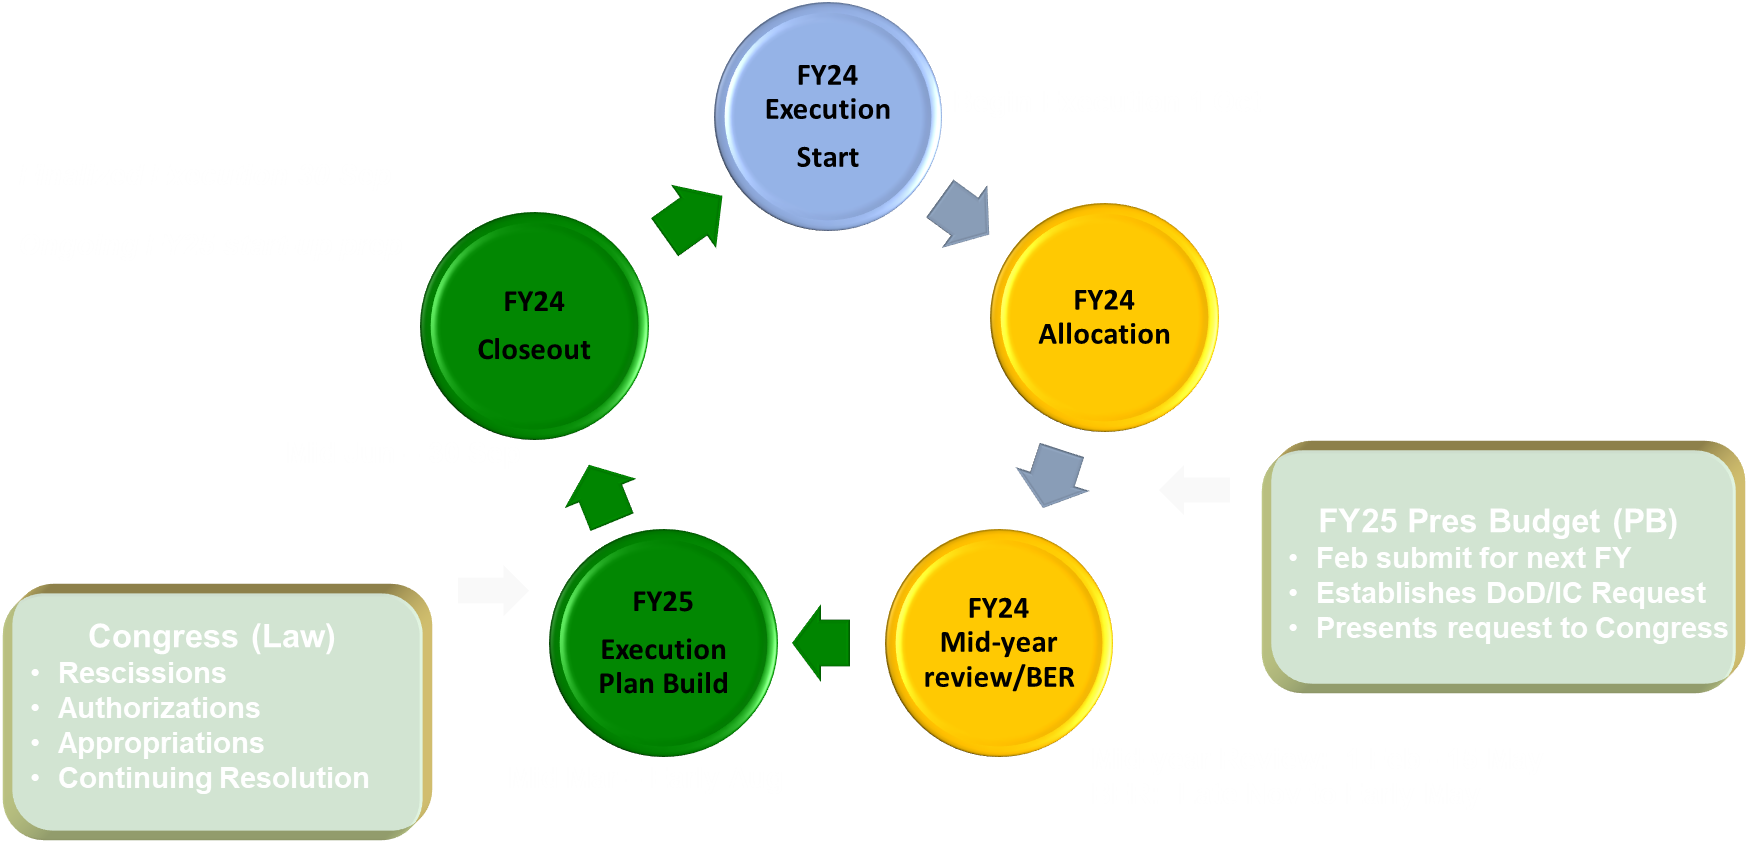 FY24
Execution
Start
FY24
Allocation
FY24
Mid-year
review/BER
FY25
Execution
Plan Build
FY24
Closeout
FY25 Pres Budget (PB)
• Feb submit for next FY
• Establishes DoD/IC Request
• Presents request to Congress
Congress (Law)
• Rescissions
• Authorizations
• Appropriations
• Continuing Resolution